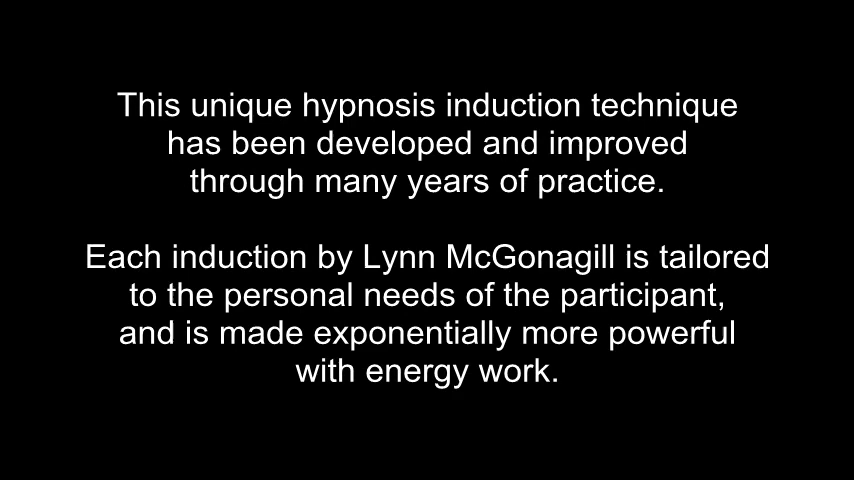 This unique hypnosis induction technique
has been developed and improved
through many years of practice.
Each induction by Lynn McGonagill is tailored
to the personal needs of the participant,
and is made exponentially more powerful
with energy work.